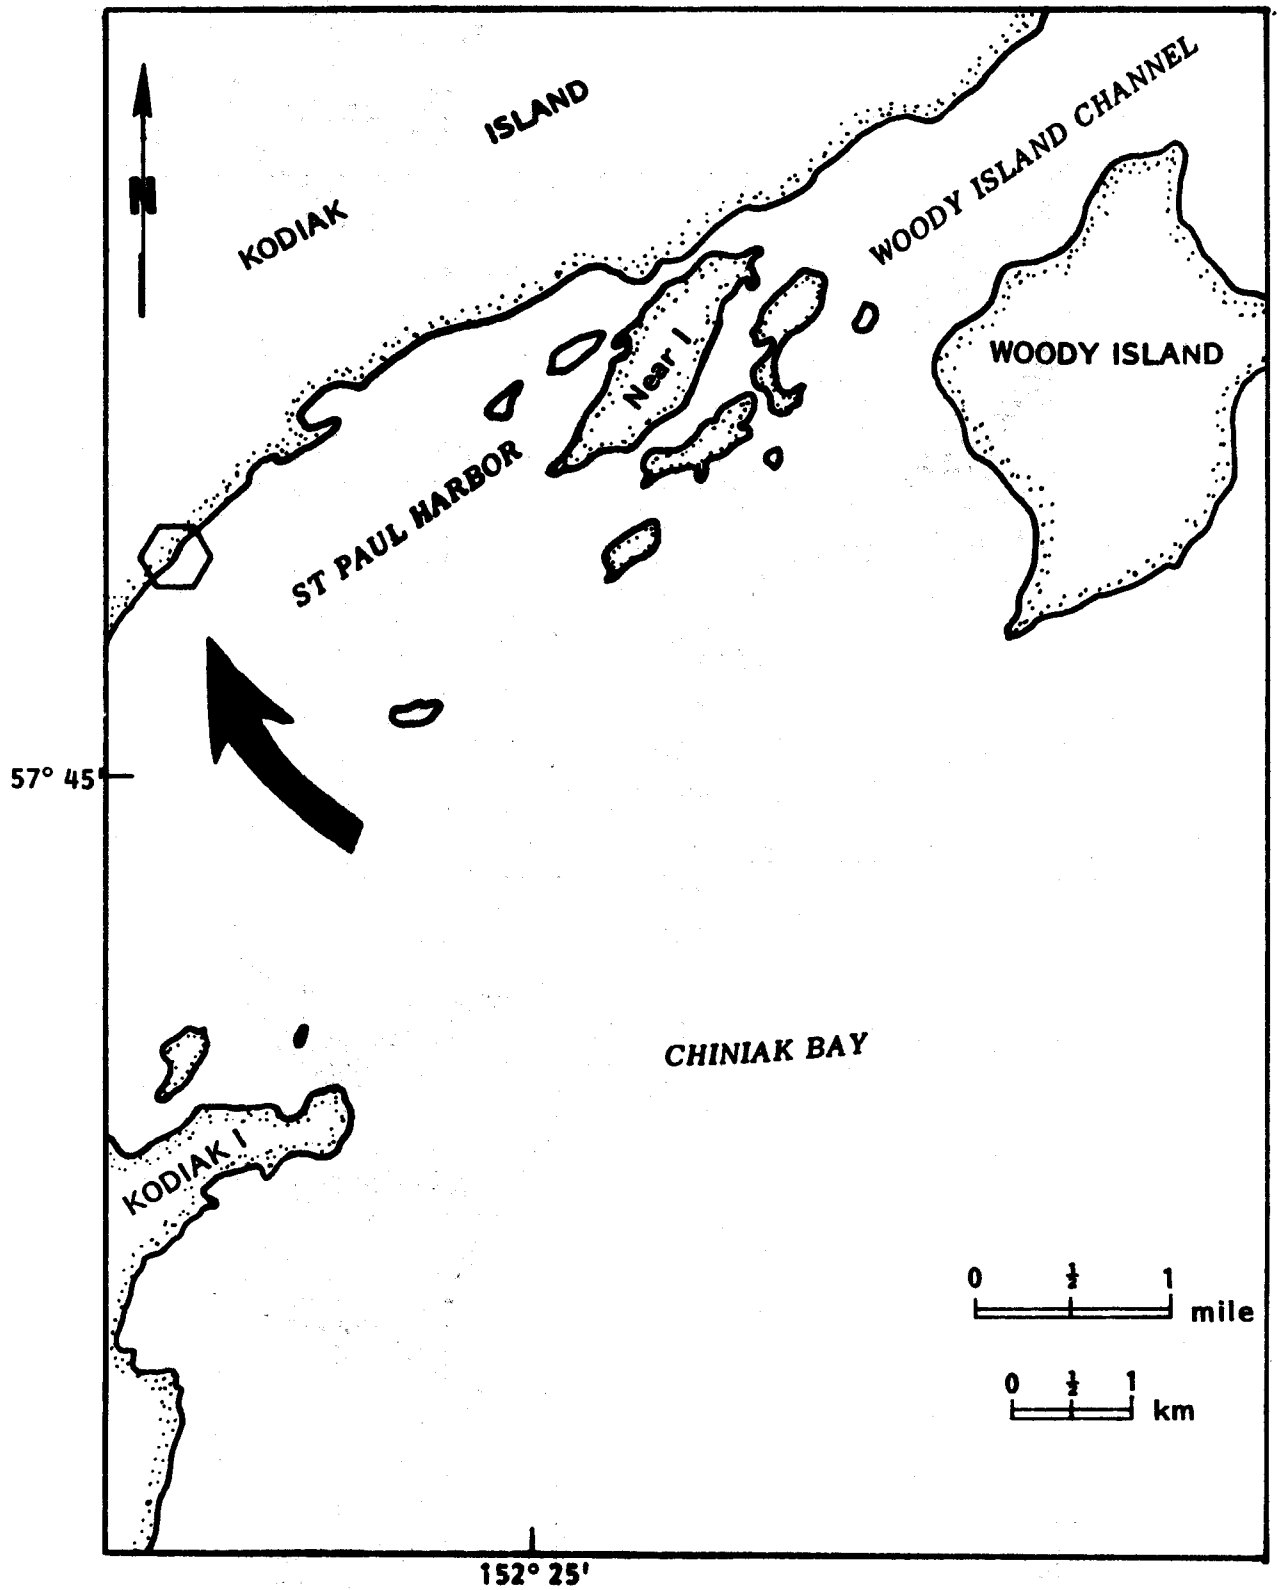 ISLAND
WOODY ISLAND CHANNEL
N
KODIAK
WOODY ISLAND
Near I
ST PAUL HARBOR
57° 45'
CHINIAK BAY
KODIAK I
0 ½ 1
mile
0 ½ 1
km
152° 25'